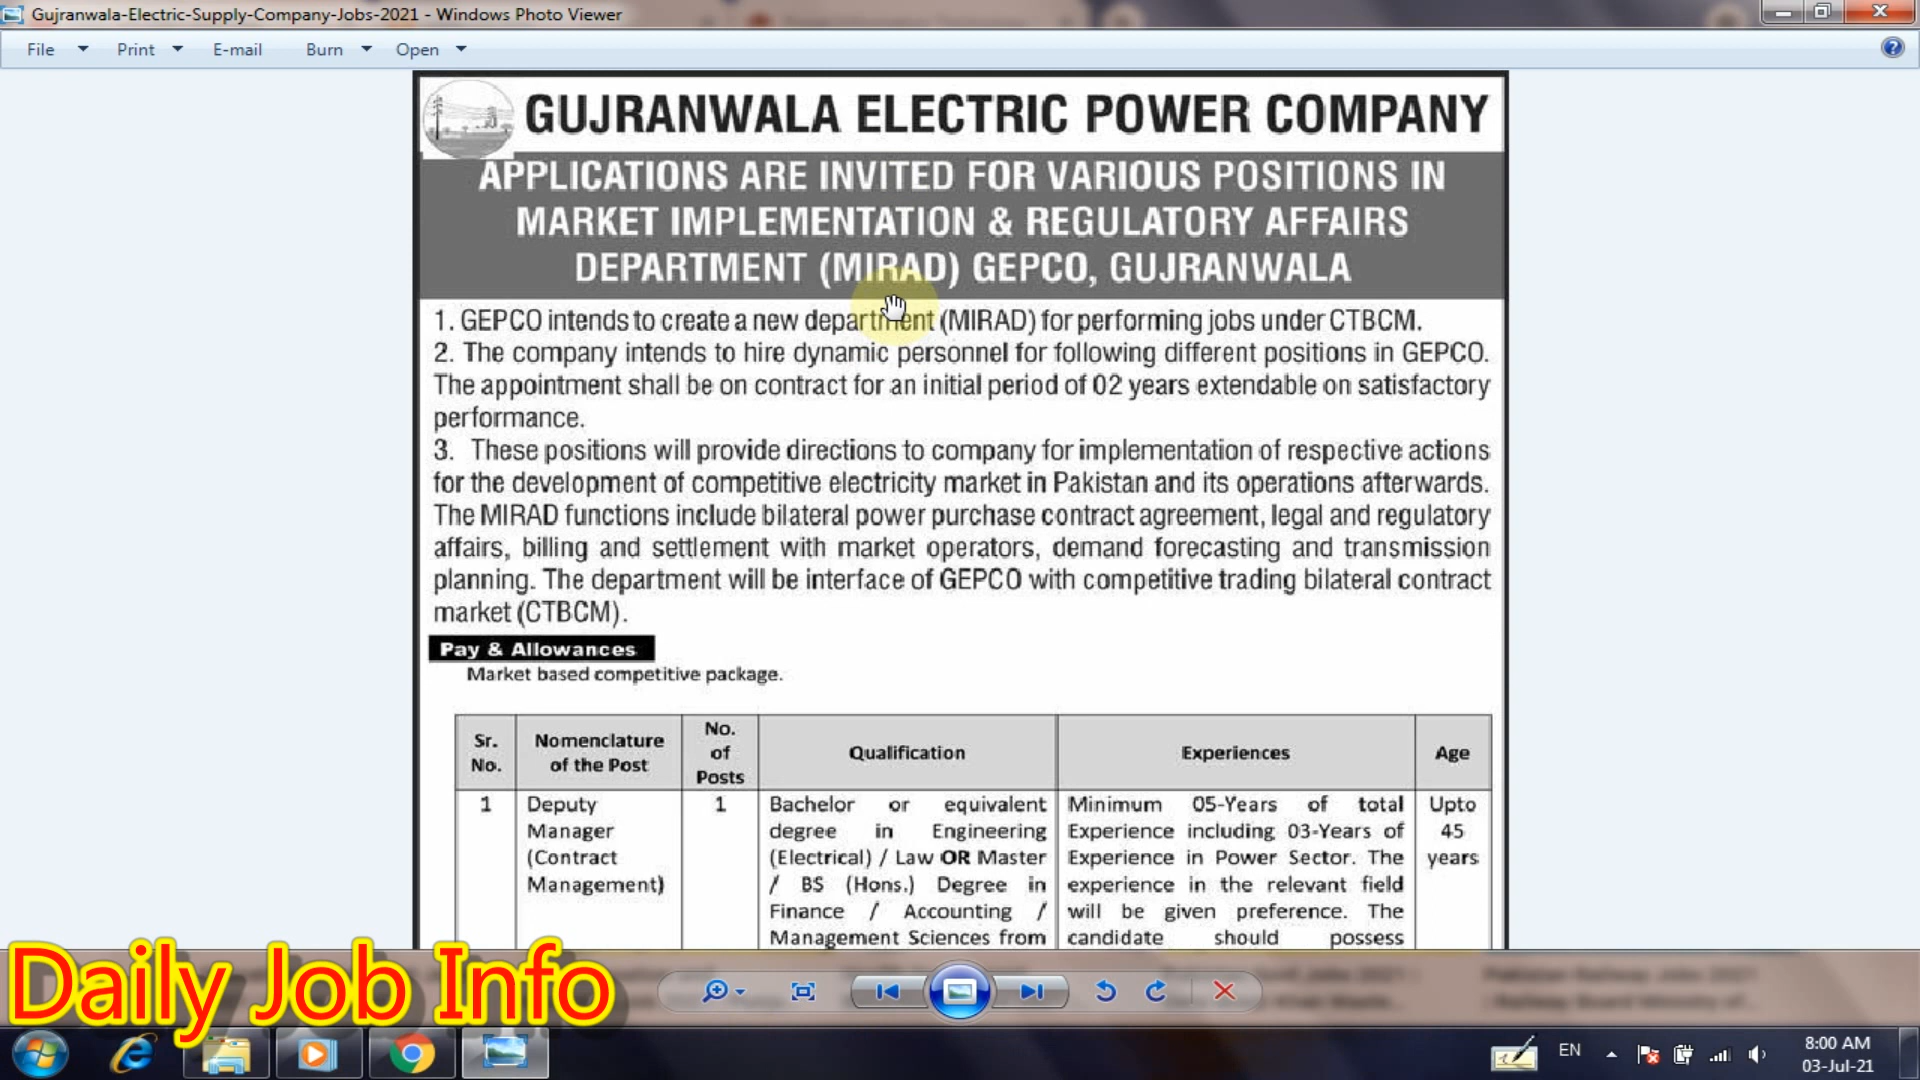 Gujranwala-Electric-Supply-Company-Jobs-2021 - Windows Photo Viewer
File Print E-mail Burn Open
GUJRANWALA ELECTRIC POWER COMPANY
APPLICATIONS ARE INVITED FOR VARIOUS POSITIONS IN
MARKET IMPLEMENTATION & REGULATORY AFFAIRS
DEPARTMENT (MIRAD) GEPCO, GUJRANWALA
1. GEPCO intends to create a new department (MIRAD) for performing jobs under CTBCM.
2. The company intends to hire dynamic personnel for following different positions in GEPCO.
The appointment shall be on contract for an initial period of 02 years extendable on satisfactory
performance.
3. These positions will provide directions to company for implementation of respective actions
for the development of competitive electricity market in Pakistan and its operations afterwards.
The MIRAD functions include bilateral power purchase contract agreement, legal and regulatory
affairs, billing and settlement with market operators, demand forecasting and transmission
planning. The department will be interface of GEPCO with competitive trading bilateral contract
market (CTBCM).
Pay & Allowances
Market based competitive package.
Sr. No. Nomenclature of the Post No. of Posts Qualification Experiences Age
1 Deputy 1 Bachelor or equivalent Minimum 05-Years of total Upto
Manager degree in Engineering Experience including 03-Years of 45
(Contract (Electrical) / Law OR Master Experience in Power Sector. The years
Management) / BS (Hons.) Degree in experience in the relevant field
Finance / Accounting / will be given preference. The
Management Sciences from candidate should possess
Daily Job Info
EN
8:00 AM
03-Jul-21